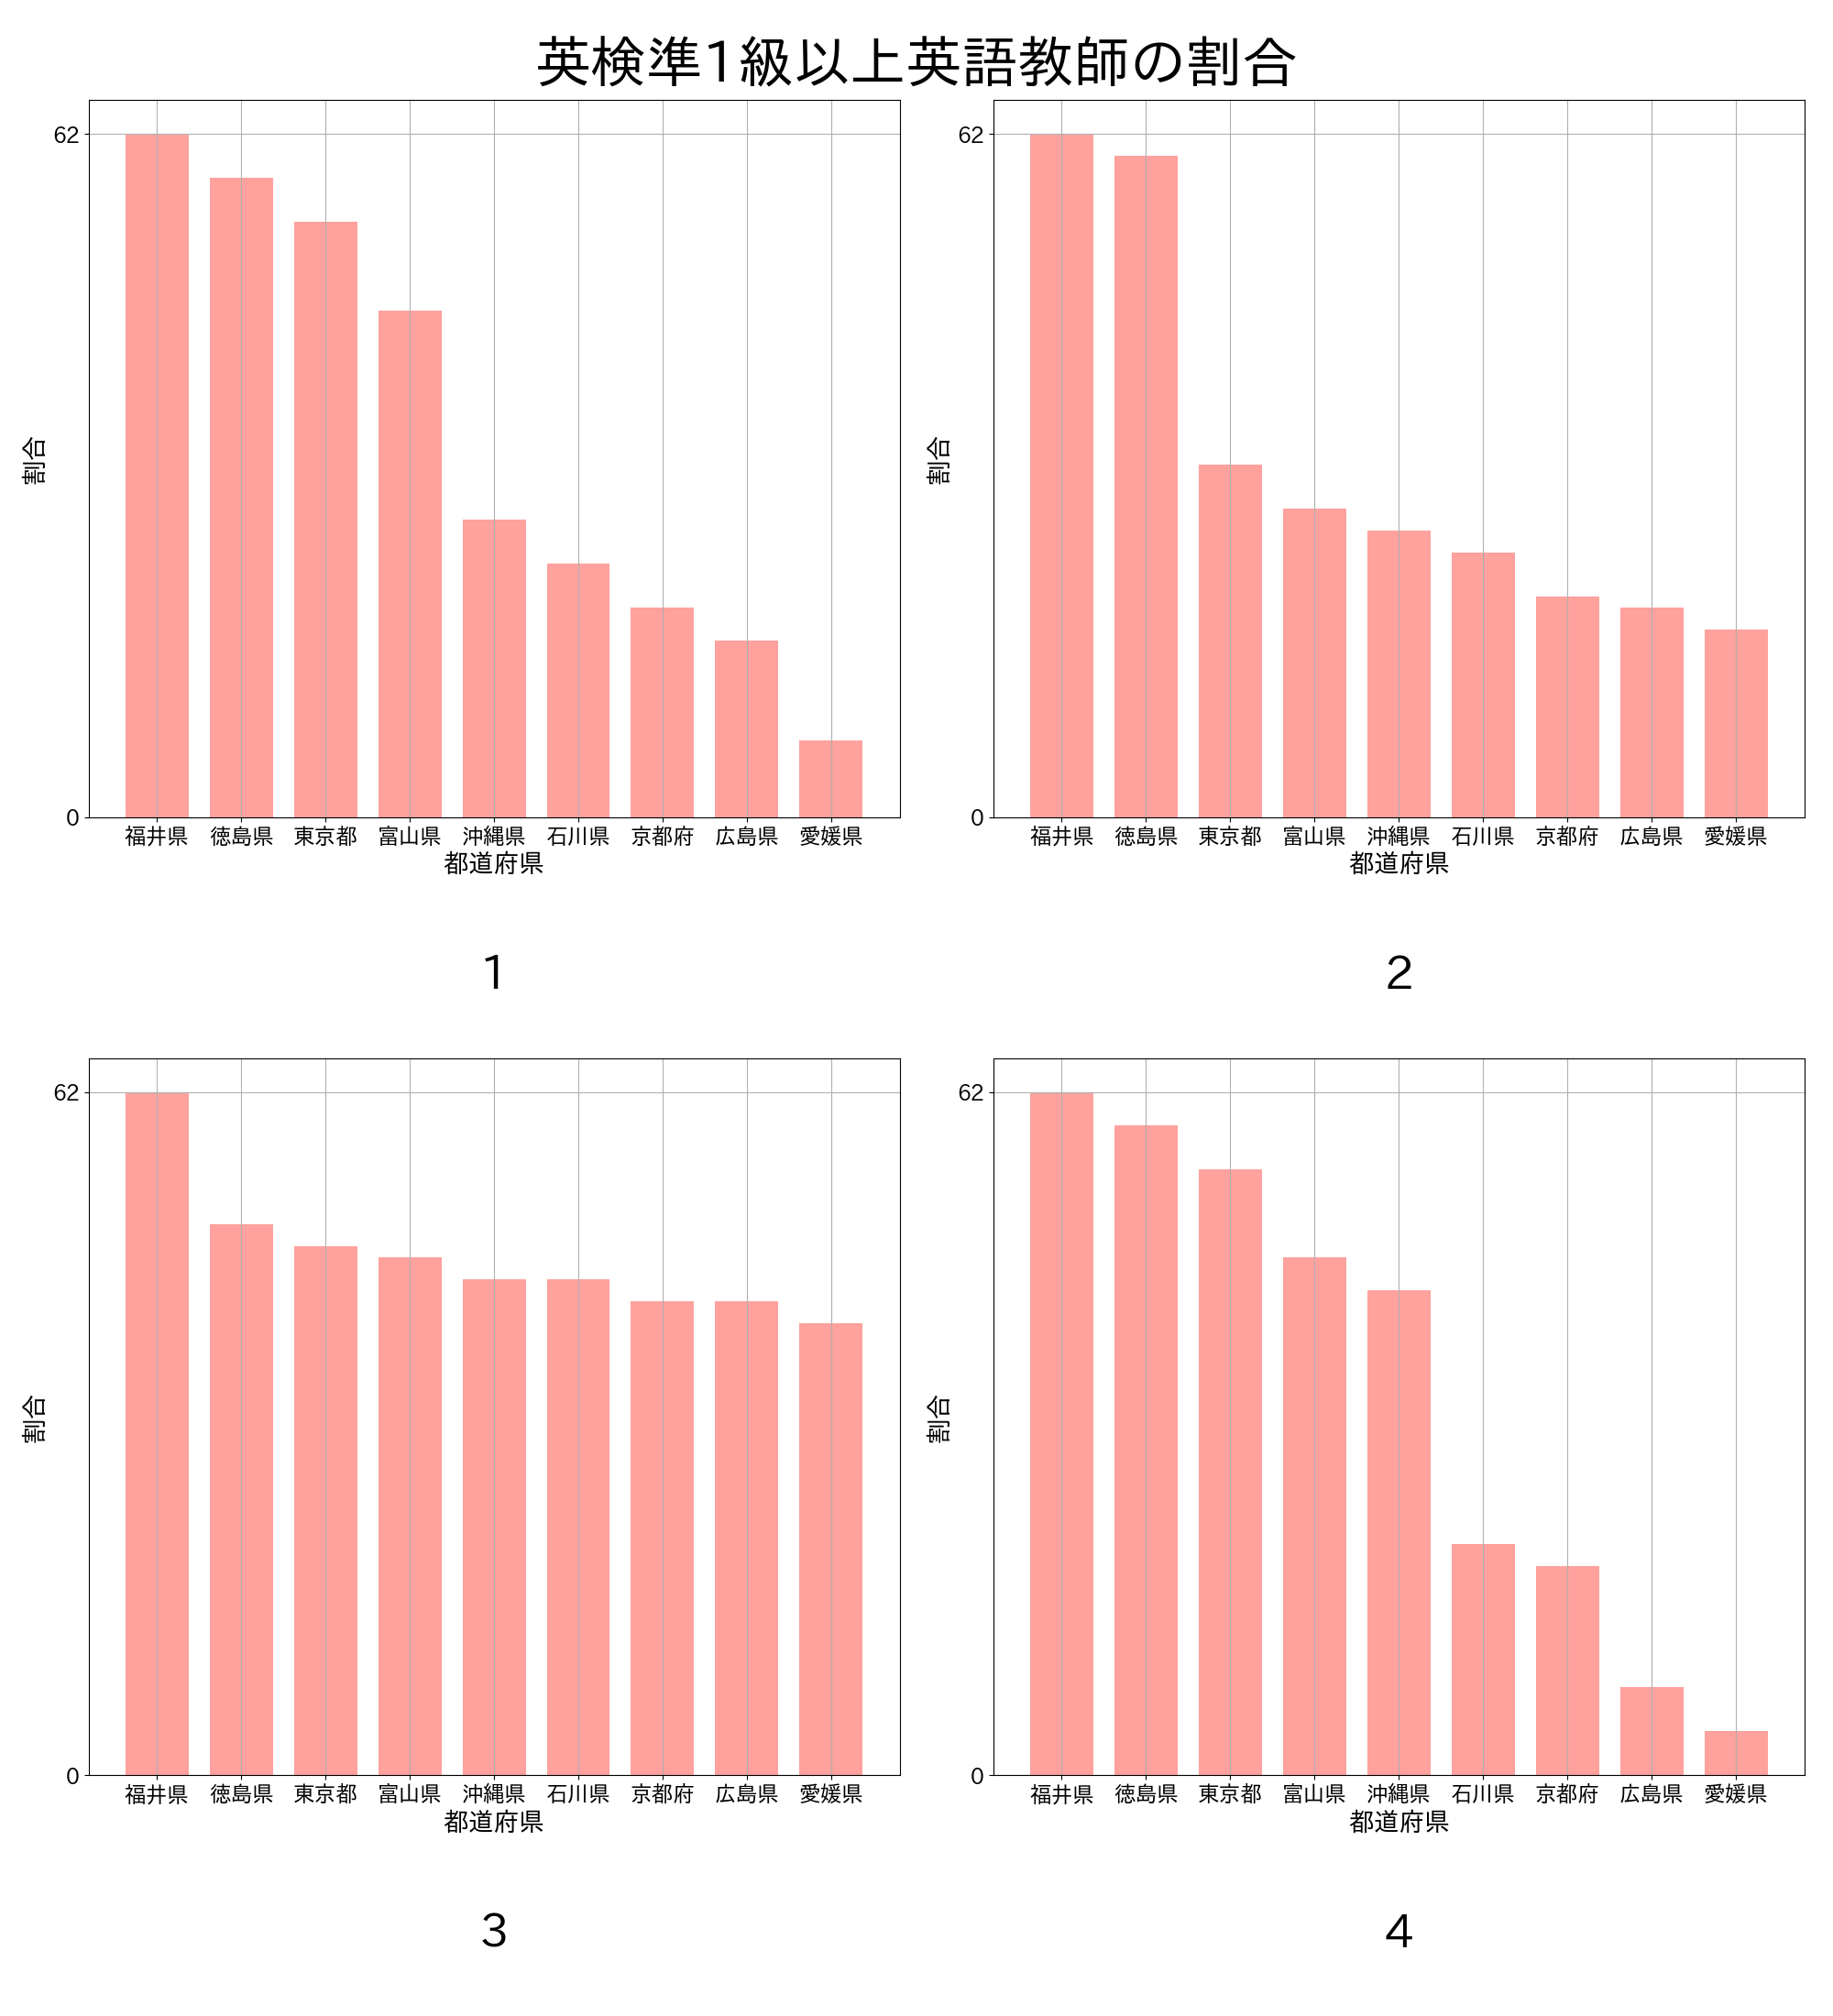 英検準1級以上英語教師の割合
62
0
割合
福井県 徳島県 東京都 富山県 沖縄県 石川県 京都府 広島県 愛媛県
都道府県
1
62
0
割合
福井県 徳島県 東京都 富山県 沖縄県 石川県 京都府 広島県 愛媛県
都道府県
2
62
0
割合
福井県 徳島県 東京都 富山県 沖縄県 石川県 京都府 広島県 愛媛県
都道府県
3
62
0
割合
福井県 徳島県 東京都 富山県 沖縄県 石川県 京都府 広島県 愛媛県
都道府県
4